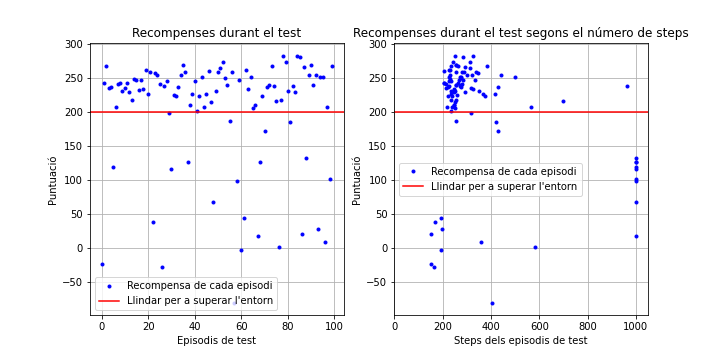 Recompenses durant el test
Puntuació
300
250
200
150
100
50
0
−50
0
20
40
60
80
100
Episodis de test
Recompensa de cada episodi
Llindar per a superar l'entorn
Recompenses durant el test segons el número de steps
Puntuació
300
250
200
150
100
50
0
−50
0
200
400
600
800
1000
Steps dels episodis de test
Recompensa de cada episodi
Llindar per a superar l'entorn